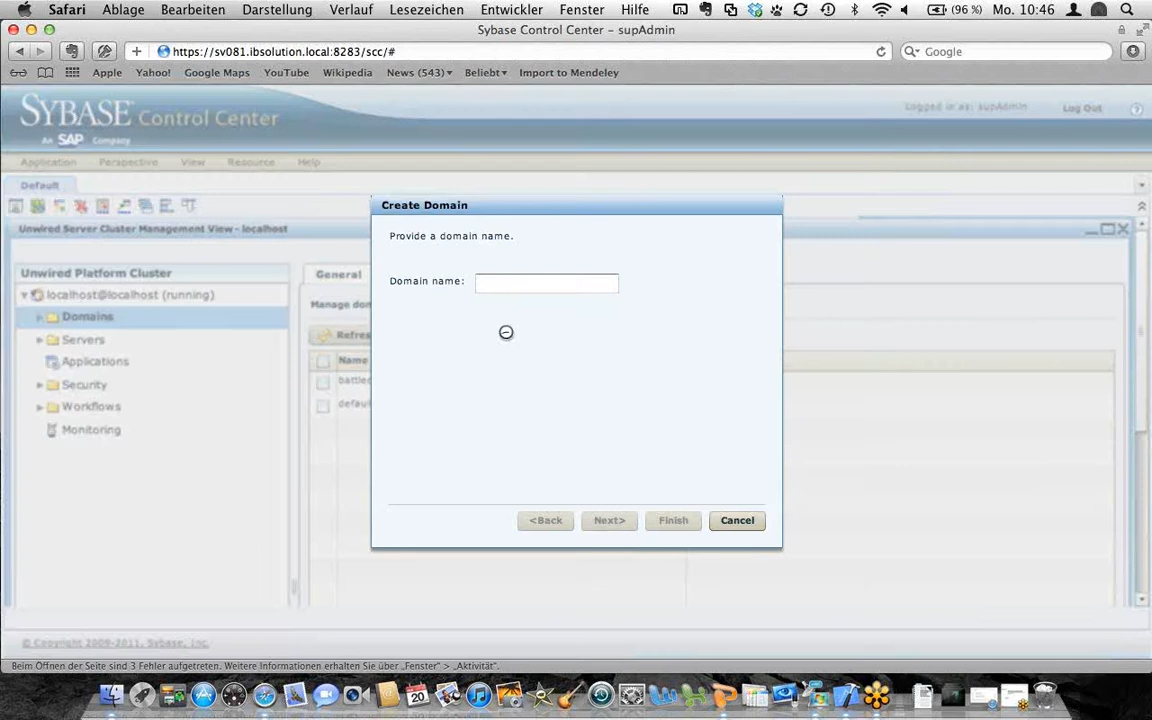 Safari Ablage Bearbeiten Darstellung Verlauf Lesezeichen Entwickler Fenster Hilfe (96 %) Mo. 10:46
Sybase Control Center – supAdmin
https://sv081.ibsolution.local:8283/scc/# Google
Apple Yahoo! Google Maps YouTube Wikipedia News (543) Beliebt Import to Mendeley
SYBASE Control Center
An SAP Company
Logged in as: supAdmin Log Out
Application Perspective View Resource Help
Default
Unwired Server Cluster Management View - localhost
Create Domain
Provide a domain name.
Domain name:
<Back Next> Finish Cancel
Unwired Platform Cluster
localhost@localhost (running)
Domains
Servers
Applications
Security
Workflows
Monitoring
General
Manage
Name
© Copyright 2009-2011, Sybase, Inc.
Beim Öffnen der Seite sind 3 Fehler aufgetreten. Weitere Informationen erhalten Sie über „Fenster“ > „Aktivität“.
20